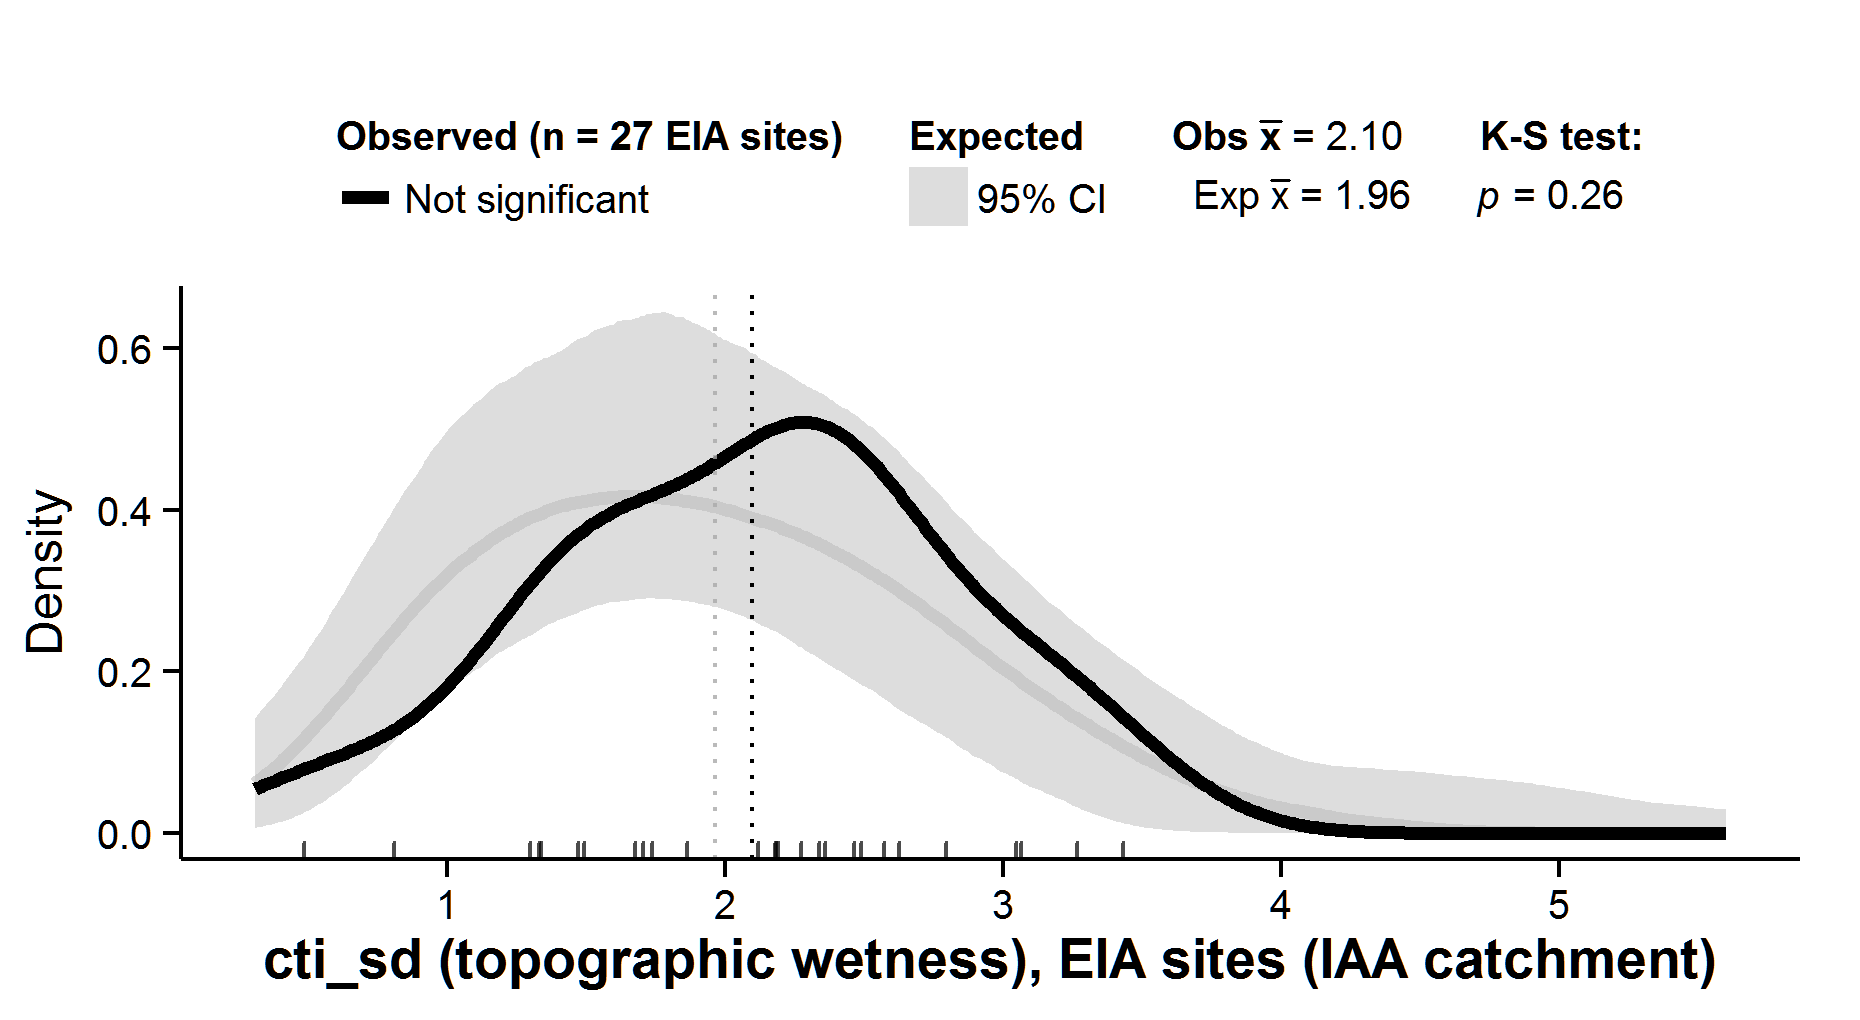 Observed (n = 27 EIA sites) Expected Obs x̅ = 2.10 K-S test:
Not significant 95% CI Exp x̅ = 1.96 p = 0.26
Density
0.6
0.4
0.2
0.0
1 2 3 4 5
cti_sd (topographic wetness), EIA sites (IAA catchment)